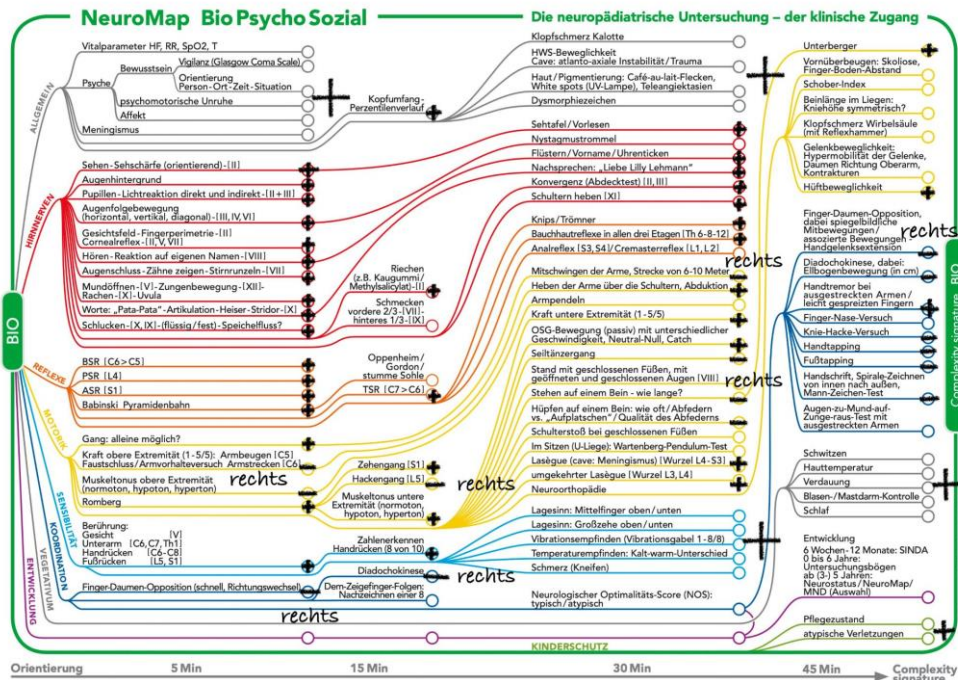 NeuroMap BioPsychoSozial
Die neuropädiatrische Untersuchung – der klinische Zugang
BIO
ALLGEMEIN
Vitalparameter HF, RR, SpO2, T
Psyche
Bewusstsein
Vigilanz (Glasgow Coma Scale)
Orientierung
Person-Ort-Zeit-Situation
psychomotorische Unruhe
Affekt
Meningismus
Kopfumfang-
Perzentilenverlauf
Klopfschmerz Kalotte
HWS-Beweglichkeit
Cave: atlanto-axiale Instabilität/Trauma
Haut/Pigmentierung: Café-au-lait-Flecken,
White spots (UV-Lampe), Teleangiektasien
Dysmorphiezeichen
HIRNNERVEN
Sehen-Sehschärfe (orientierend)-[II]
Augenhintergrund
Pupillen-Lichtreaktion direkt und indirekt-[II+III]
Augenfolgebewegung
(horizontal, vertikal, diagonal)-[III, IV, VI]
Gesichtsfeld-Fingerperimetrie-[II]
Cornealreflex-[II, V, VII]
Hören-Reaktion auf eigenen Namen-[VIII]
Augenschluss-Zähne zeigen-Stirnrunzeln-[VII]
Mundöffnen-[V]-Zungenbewegung-[XII]-
Rachen-[X]-Uvula
Worte: „Pata-Pata“-Artikulation-Heiser-Stridor-[X]
Schlucken-[X, IX]-(flüssig/fest)-Speichelfluss?
Riechen
(z.B. Kaugummi/
Methylsalicylat)-[I]
Schmecken
vordere 2/3-[VII]-
hinteres 1/3-[IX]
Sehtafel/Vorlesen
Nystagmustrommel
Flüstern/Vorname/Uhrenticken
Nachsprechen: „Liebe Lilly Lehmann“
Konvergenz (Abdecktest) [II, III]
Schultern heben [XI]
REFLEXE
BSR [C6>C5]
PSR [L4]
ASR [S1]
Babinski Pyramidenbahn
Oppenheim/
Gordon/
stumme Sohle
TSR [C7>C6]
Knips/Trömner
Bauchhautreflexe in allen drei Etagen [Th 6-8-12]
Analreflex [S3, S4]/Cremasterreflex [L1, L2]
rechts
MOTORIK
Gang: alleine möglich?
Kraft obere Extremität (1-5/5): Armbeugen [C5]
Faustschluss/Armvorhalteversuch Armstrecken [C6]
rechts
Muskeltonus obere Extremität
(normoton, hypoton, hyperton)
Romberg
Zehengang [S1]
Hackengang [L5]
rechts
Muskeltonus untere
Extremität (normoton,
hypoton, hyperton)
Mitschwingen der Arme, Strecke von 6-10 Meter
Heben der Arme über die Schultern, Abduktion
Armpendeln
Kraft untere Extremität (1-5/5)
OSG-Bewegung (passiv) mit unterschiedlicher
Geschwindigkeit, Neutral-Null, Catch
Seiltänzergang
Stand mit geschlossenen Füßen, mit
geöffneten und geschlossenen Augen [VIII]
rechts
Stehen auf einem Bein - wie lange?
Hüpfen auf einem Bein: wie oft/Abfedern
vs. „Aufplatschen“/Qualität des Abfederns
Schulterstoß bei geschlossenen Füßen
Im Sitzen (U-Liege): Wartenberg-Pendulum-Test
Lasègue (cave: Meningismus) [Wurzel L4-S3]
umgekehrter Lasègue [Wurzel L3, L4]
Neuroorthopädie
SENSIBILITÄT
Berührung:
Gesicht [V]
Unterarm [C6, C7, Th1]
Handrücken [C6-C8]
Fußrücken [L5, S1]
Zahlenerkennen
Handrücken (8 von 10)
Lagesinn: Mittelfinger oben/unten
Lagesinn: Großzehe oben/unten
Vibrationsempfinden (Vibrationsgabel 1-8/8)
Temperaturempfinden: Kalt-warm-Unterschied
Schmerz (Kneifen)
KOORDINATION
Finger-Daumen-Opposition (schnell, Richtungswechsel)
rechts
Diadochokinese
rechts
Dem-Zeigefinger-Folgen:
Nachzeichnen einer 8
Neurologischer Optimalitäts-Score (NOS):
typisch/atypisch
VEGETATIVUM
ENTWICKLUNG
KINDERSCHUTZ
Unterberger
Vornüberbeugen: Skoliose,
Finger-Boden-Abstand
Schober-Index
Beinlänge im Liegen:
Kniehöhe symmetrisch?
Klopfschmerz Wirbelsäule
(mit Reflexhammer)
Gelenkbeweglichkeit:
Hypermobilität der Gelenke,
Daumen Richtung Oberarm,
Kontrakturen
Hüftbeweglichkeit
Finger-Daumen-Opposition,
dabei spiegelbildliche
Mitbewegungen/
assoziierte Bewegungen -
Handgelenksextension
rechts
Diadochokinese, dabei:
Ellbogenbewegung (in cm)
Handtremor bei
ausgestreckten Armen/
leicht gespreizten Fingern
Finger-Nase-Versuch
Knie-Hacke-Versuch
Handtapping
Fußtapping
Handschrift, Spirale-Zeichnen
von innen nach außen,
Mann-Zeichnen-Test
Augen-zu-Mund-auf-
Zunge-raus-Test mit
ausgestreckten Armen
Schwitzen
Hauttemperatur
Verdauung
Blasen-/Mastdarm-Kontrolle
Schlaf
Entwicklung
6 Wochen-12 Monate: SINDA
0 bis 6 Jahre:
Untersuchungsbögen
ab (3-) 5 Jahren:
Neurostatus/NeuroMap/
MND (Auswahl)
Pflegezustand
atypische Verletzungen
Complexity signature BIO
Orientierung
5 Min
15 Min
30 Min
45 Min
Complexity
signature